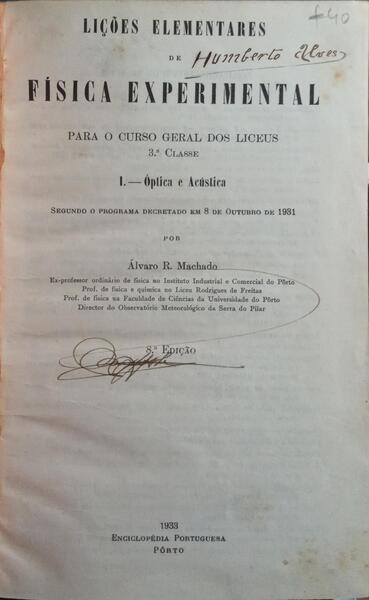 LIÇÕES ELEMENTARES
DE
Humberto Alves
FÍSICA EXPERIMENTAL
PARA O CURSO GERAL DOS LICEUS
3.ª CLASSE
I. — Óptica e Acústica
SEGUNDO O PROGRAMA DECRETADO EM 8 DE OUTUBRO DE 1931
POR
Álvaro R. Machado
Ex-professor ordinário de física no Instituto Industrial e Comercial do Pôrto
Prof. de física e química no Liceu Rodrigues de Freitas
Prof. de física na Faculdade de Ciências da Universidade do Pôrto
Director do Observatório Meteorológico da Serra do Pilar
8.ª EDIÇÃO
1933
ENCICLOPÉDIA PORTUGUESA
PÔRTO